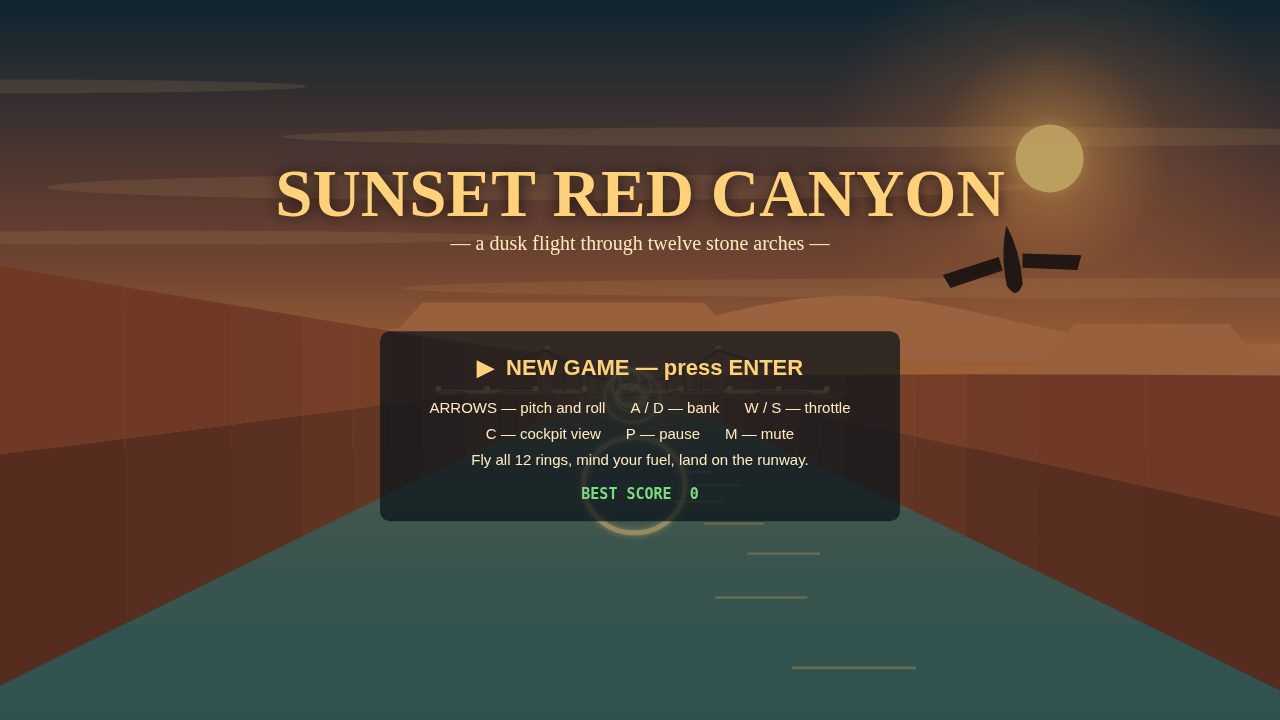 SUNSET RED CANYON
— a dusk flight through twelve stone arches —
▶ NEW GAME — press ENTER
ARROWS — pitch and roll A / D — bank W / S — throttle
C — cockpit view P — pause M — mute
Fly all 12 rings, mind your fuel, land on the runway.
BEST SCORE 0